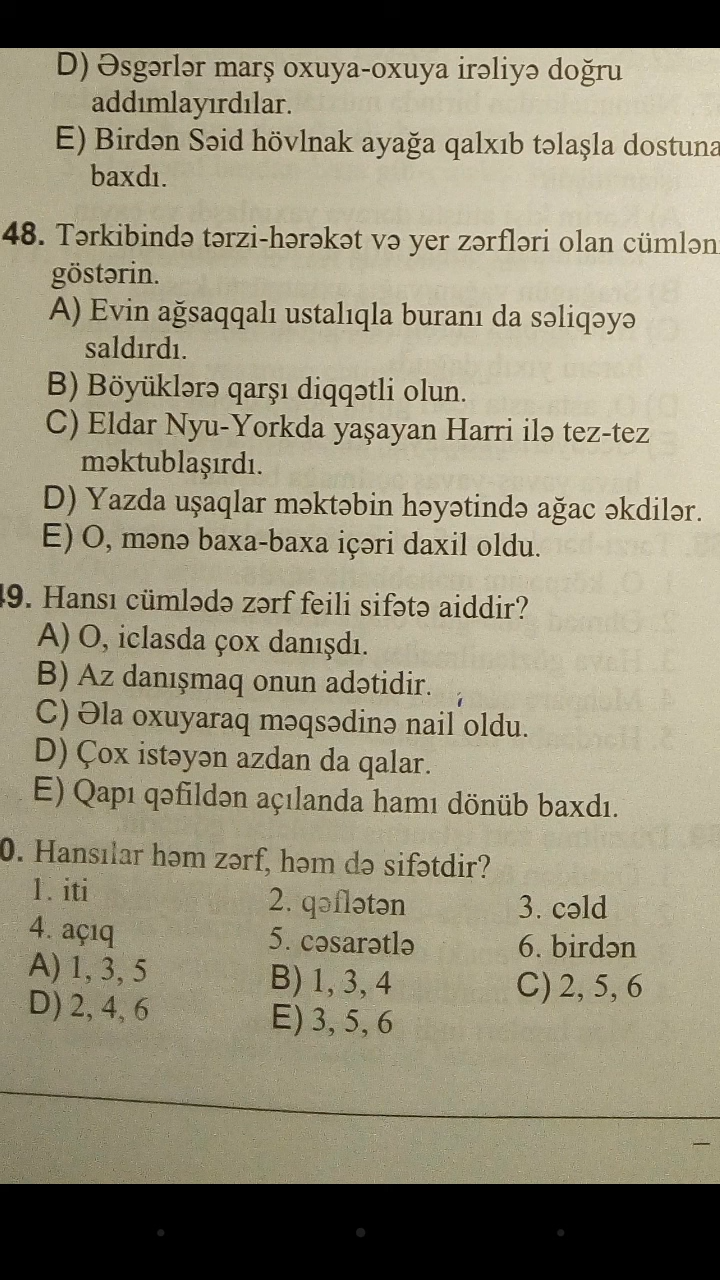 D) Əsgərlər marş oxuya-oxuya irəliyə doğru
addımlayırdılar.
E) Birdən Səid hövlnak ayağa qalxıb təlaşla dostuna
baxdı.
48. Tərkibində tərzi-hərəkət və yer zərfləri olan cümləni
göstərin.
A) Evin ağsaqqalı ustalıqla buranı da səliqəyə
saldırdı.
B) Böyüklərə qarşı diqqətli olun.
C) Eldar Nyu-Yorkda yaşayan Harri ilə tez-tez
məktublaşırdı.
D) Yazda uşaqlar məktəbin həyətində ağac əkdilər.
E) O, mənə baxa-baxa içəri daxil oldu.
49. Hansı cümlədə zərf feili sifətə aiddir?
A) O, iclasda çox danışdı.
B) Az danışmaq onun adətidir.
C) Əla oxuyaraq məqsədinə nail oldu.
D) Çox istəyən azdan da qalar.
E) Qapı qəfildən açılanda hamı dönüb baxdı.
0. Hansılar həm zərf, həm də sifətdir?
1. iti 2. qəflətən 3. cəld
4. açıq 5. cəsarətlə 6. birdən
A) 1, 3, 5 B) 1, 3, 4 C) 2, 5, 6
D) 2, 4, 6 E) 3, 5, 6